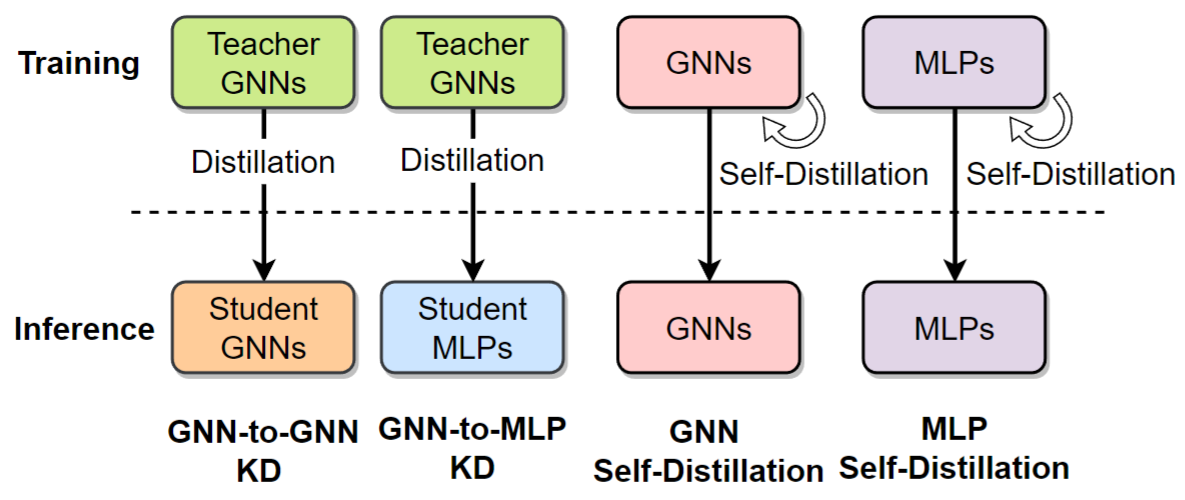 Training
Teacher
GNNs
Teacher
GNNs
GNNs
MLPs
Distillation
Distillation
Self-Distillation
Self-Distillation
Inference
Student
GNNs
Student
MLPs
GNNs
MLPs
GNN-to-GNN
KD
GNN-to-MLP
KD
GNN
Self-Distillation
MLP
Self-Distillation